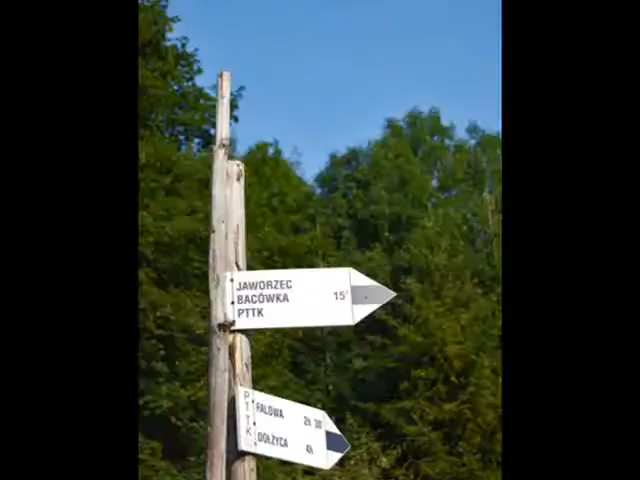 JAWORZEC
BACÓWKA 15'
PTTK
PTTK
FALOWA 2h 30'
DOŁŻYCA 4h